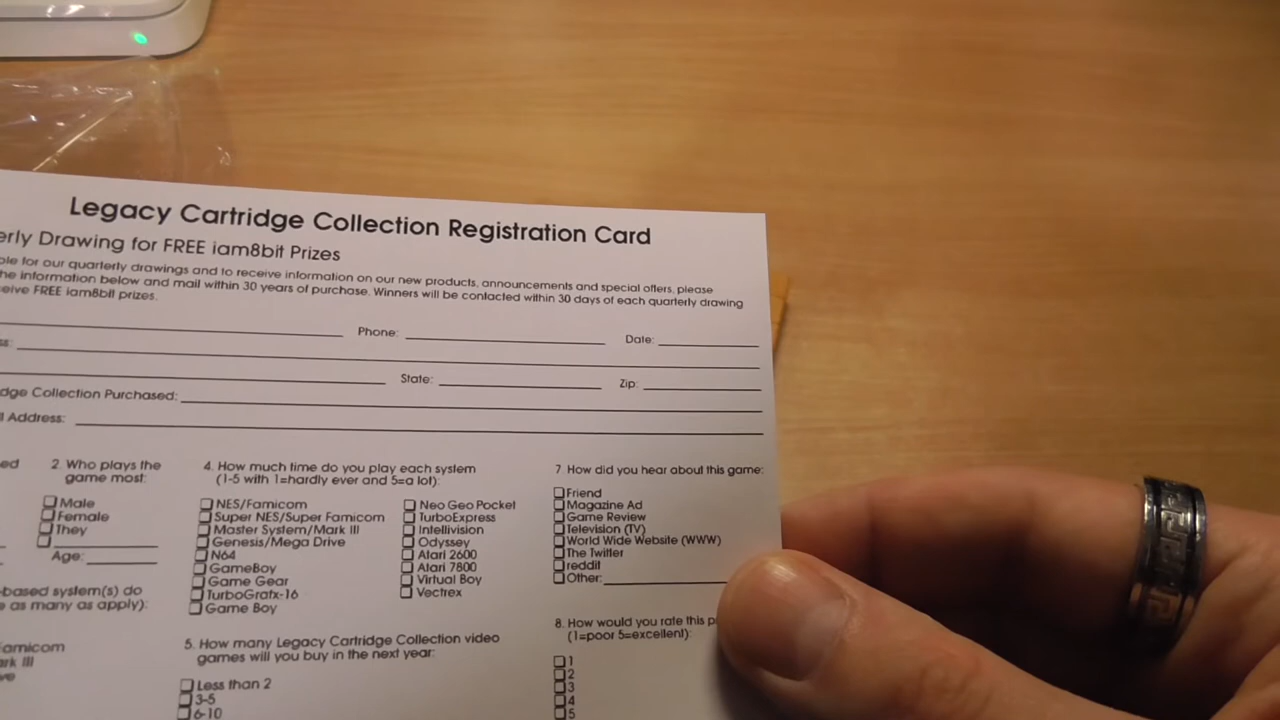 Legacy Cartridge Collection Registration Card
erly Drawing for FREE iam8bit Prizes
ble for our quarterly drawings and to receive information on our new products, announcements and special offers, please
he information below and mail within 30 years of purchase. Winners will be contacted within 30 days of each quarterly drawing
eive FREE iam8bit prizes.
Phone: Date:
s:
State: Zip:
dge Collection Purchased:
l Address:
ed
2. Who plays the
game most:
Male
Female
They
Age:
-based system(s) do
e as many as apply):
amicom
ark III
ve
4. How much time do you play each system
(1-5 with 1=hardly ever and 5=a lot):
NES/Famicom
Super NES/Super Famicom
Master System/Mark III
Genesis/Mega Drive
N64
GameBoy
Game Gear
TurboGrafx-16
Game Boy
Neo Geo Pocket
TurboExpress
Intellivision
Odyssey
Atari 2600
Atari 7800
Virtual Boy
Vectrex
5. How many Legacy Cartridge Collection video
games will you buy in the next year:
Less than 2
3-5
6-10
7. How did you hear about this game:
Friend
Magazine Ad
Game Review
Television (TV)
World Wide Website (WWW)
The Twitter
reddit
Other:
8. How would you rate this p
(1=poor 5=excellent):
1
2
3
4
5